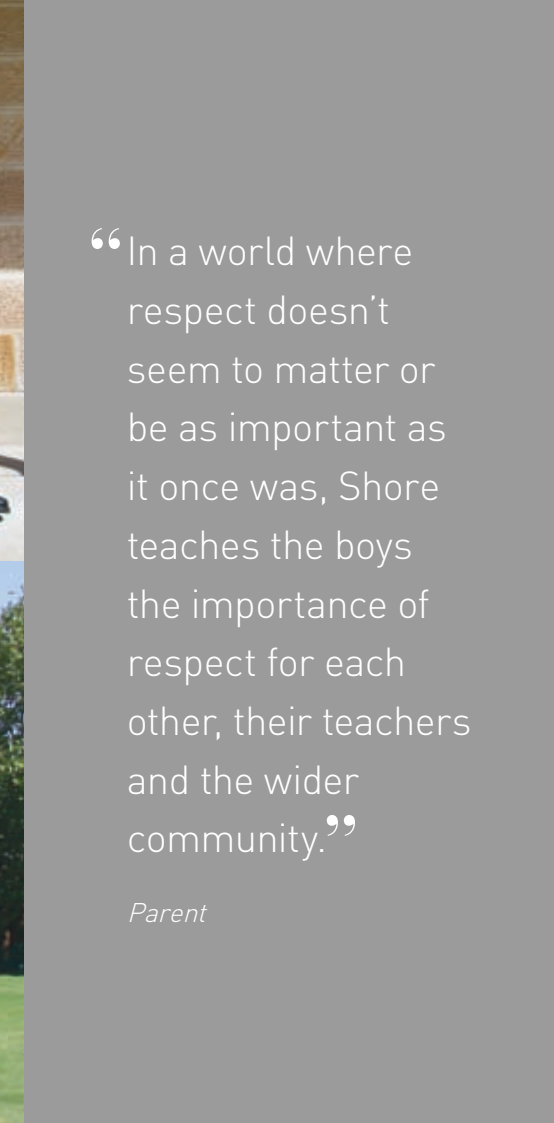 “In a world where
respect doesn’t
seem to matter or
be as important as
it once was, Shore
teaches the boys
the importance of
respect for each
other, their teachers
and the wider
community.”
Parent